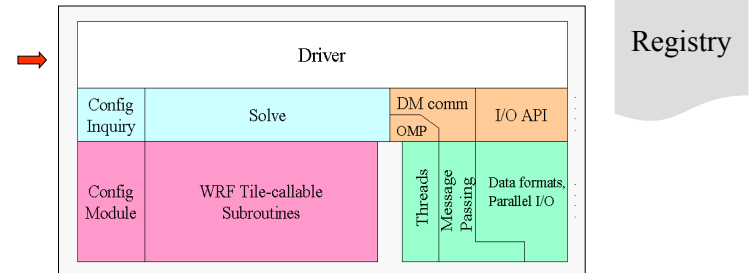 Registry
Driver
Config
Inquiry
Solve
DM comm
OMP
I/O API
Config
Module
WRF Tile-callable
Subroutines
Threads
Message
Passing
Data formats,
Parallel I/O